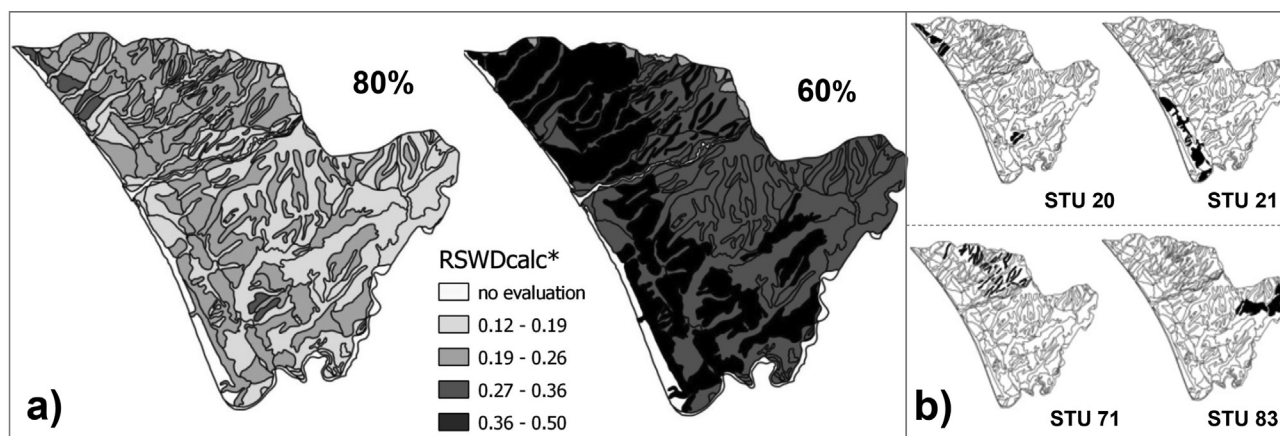 80%
60%
RSWDcalc*
no evaluation
0.12 - 0.19
0.19 - 0.26
0.27 - 0.36
0.36 - 0.50
a)
STU 20
STU 21
STU 71
STU 83
b)